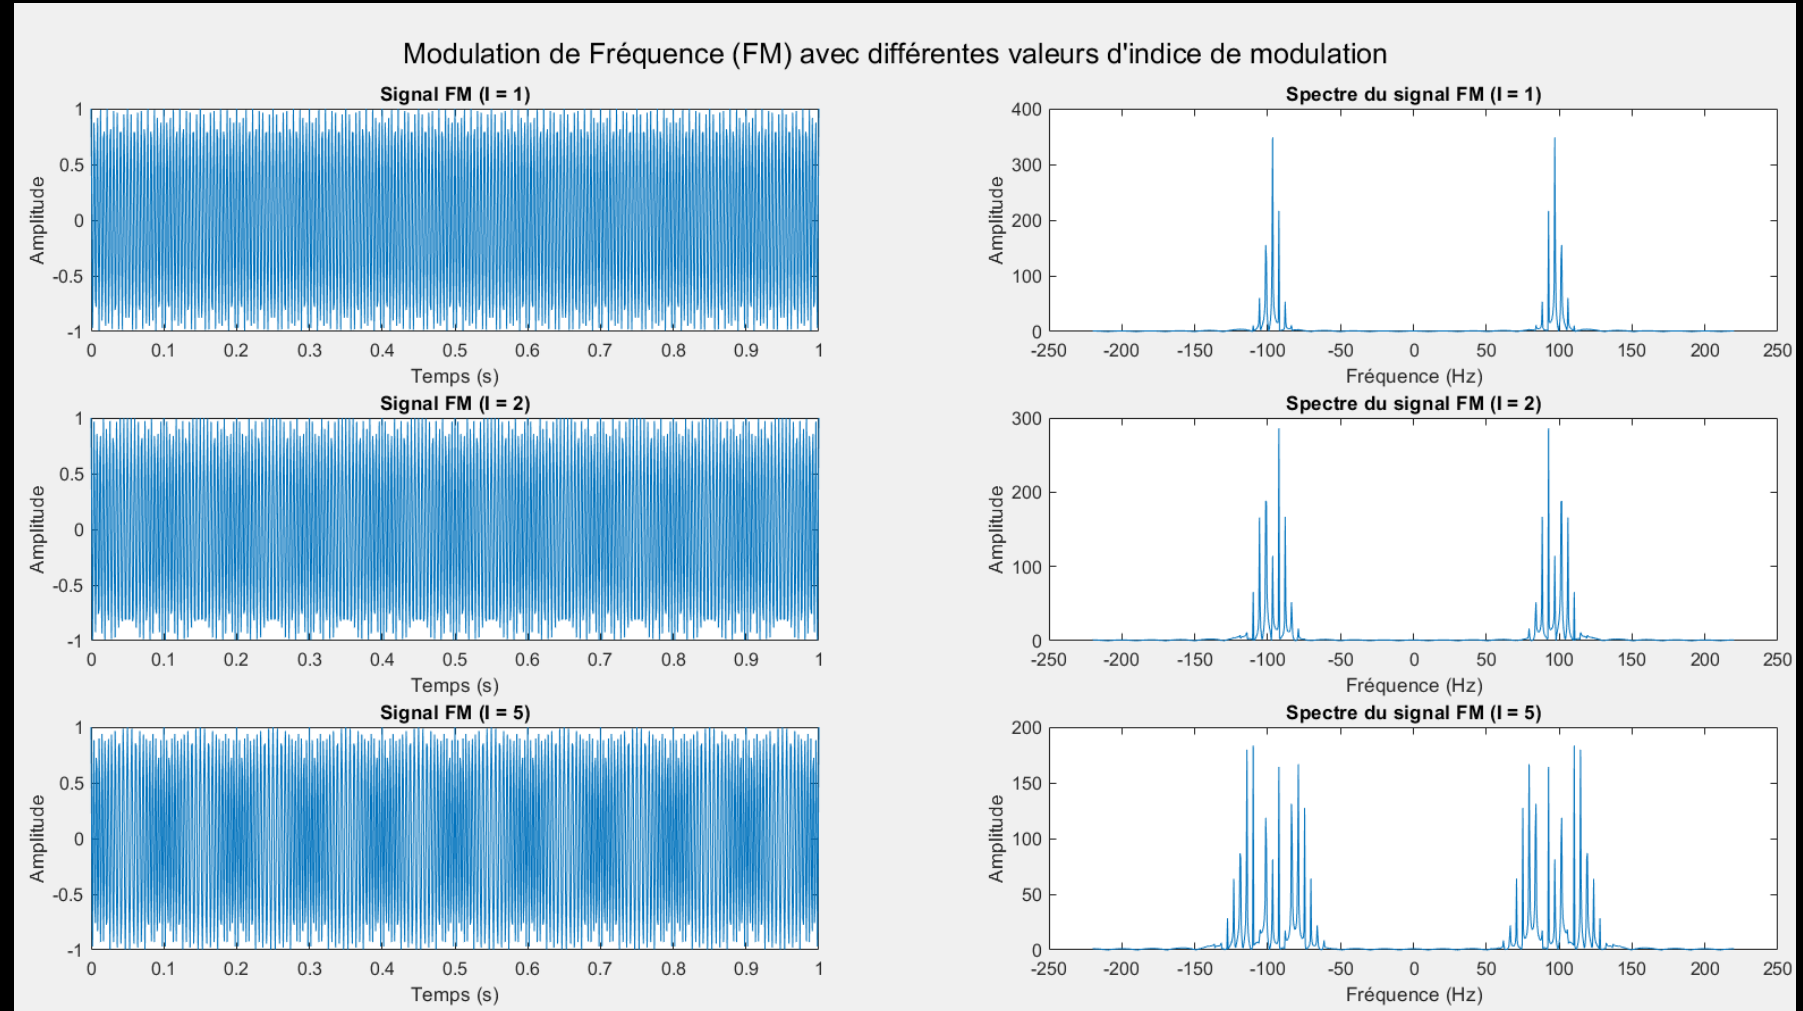 Modulation de Fréquence (FM) avec différentes valeurs d'indice de modulation
Signal FM (I = 1)
Amplitude
1
0.5
0
-0.5
-1
0 0.1 0.2 0.3 0.4 0.5 0.6 0.7 0.8 0.9 1
Temps (s)
Spectre du signal FM (I = 1)
Amplitude
400
300
200
100
0
-250 -200 -150 -100 -50 0 50 100 150 200 250
Fréquence (Hz)
Signal FM (I = 2)
Amplitude
1
0.5
0
-0.5
-1
0 0.1 0.2 0.3 0.4 0.5 0.6 0.7 0.8 0.9 1
Temps (s)
Spectre du signal FM (I = 2)
Amplitude
300
200
100
0
-250 -200 -150 -100 -50 0 50 100 150 200 250
Fréquence (Hz)
Signal FM (I = 5)
Amplitude
1
0.5
0
-0.5
-1
0 0.1 0.2 0.3 0.4 0.5 0.6 0.7 0.8 0.9 1
Temps (s)
Spectre du signal FM (I = 5)
Amplitude
200
150
100
50
0
-250 -200 -150 -100 -50 0 50 100 150 200 250
Fréquence (Hz)